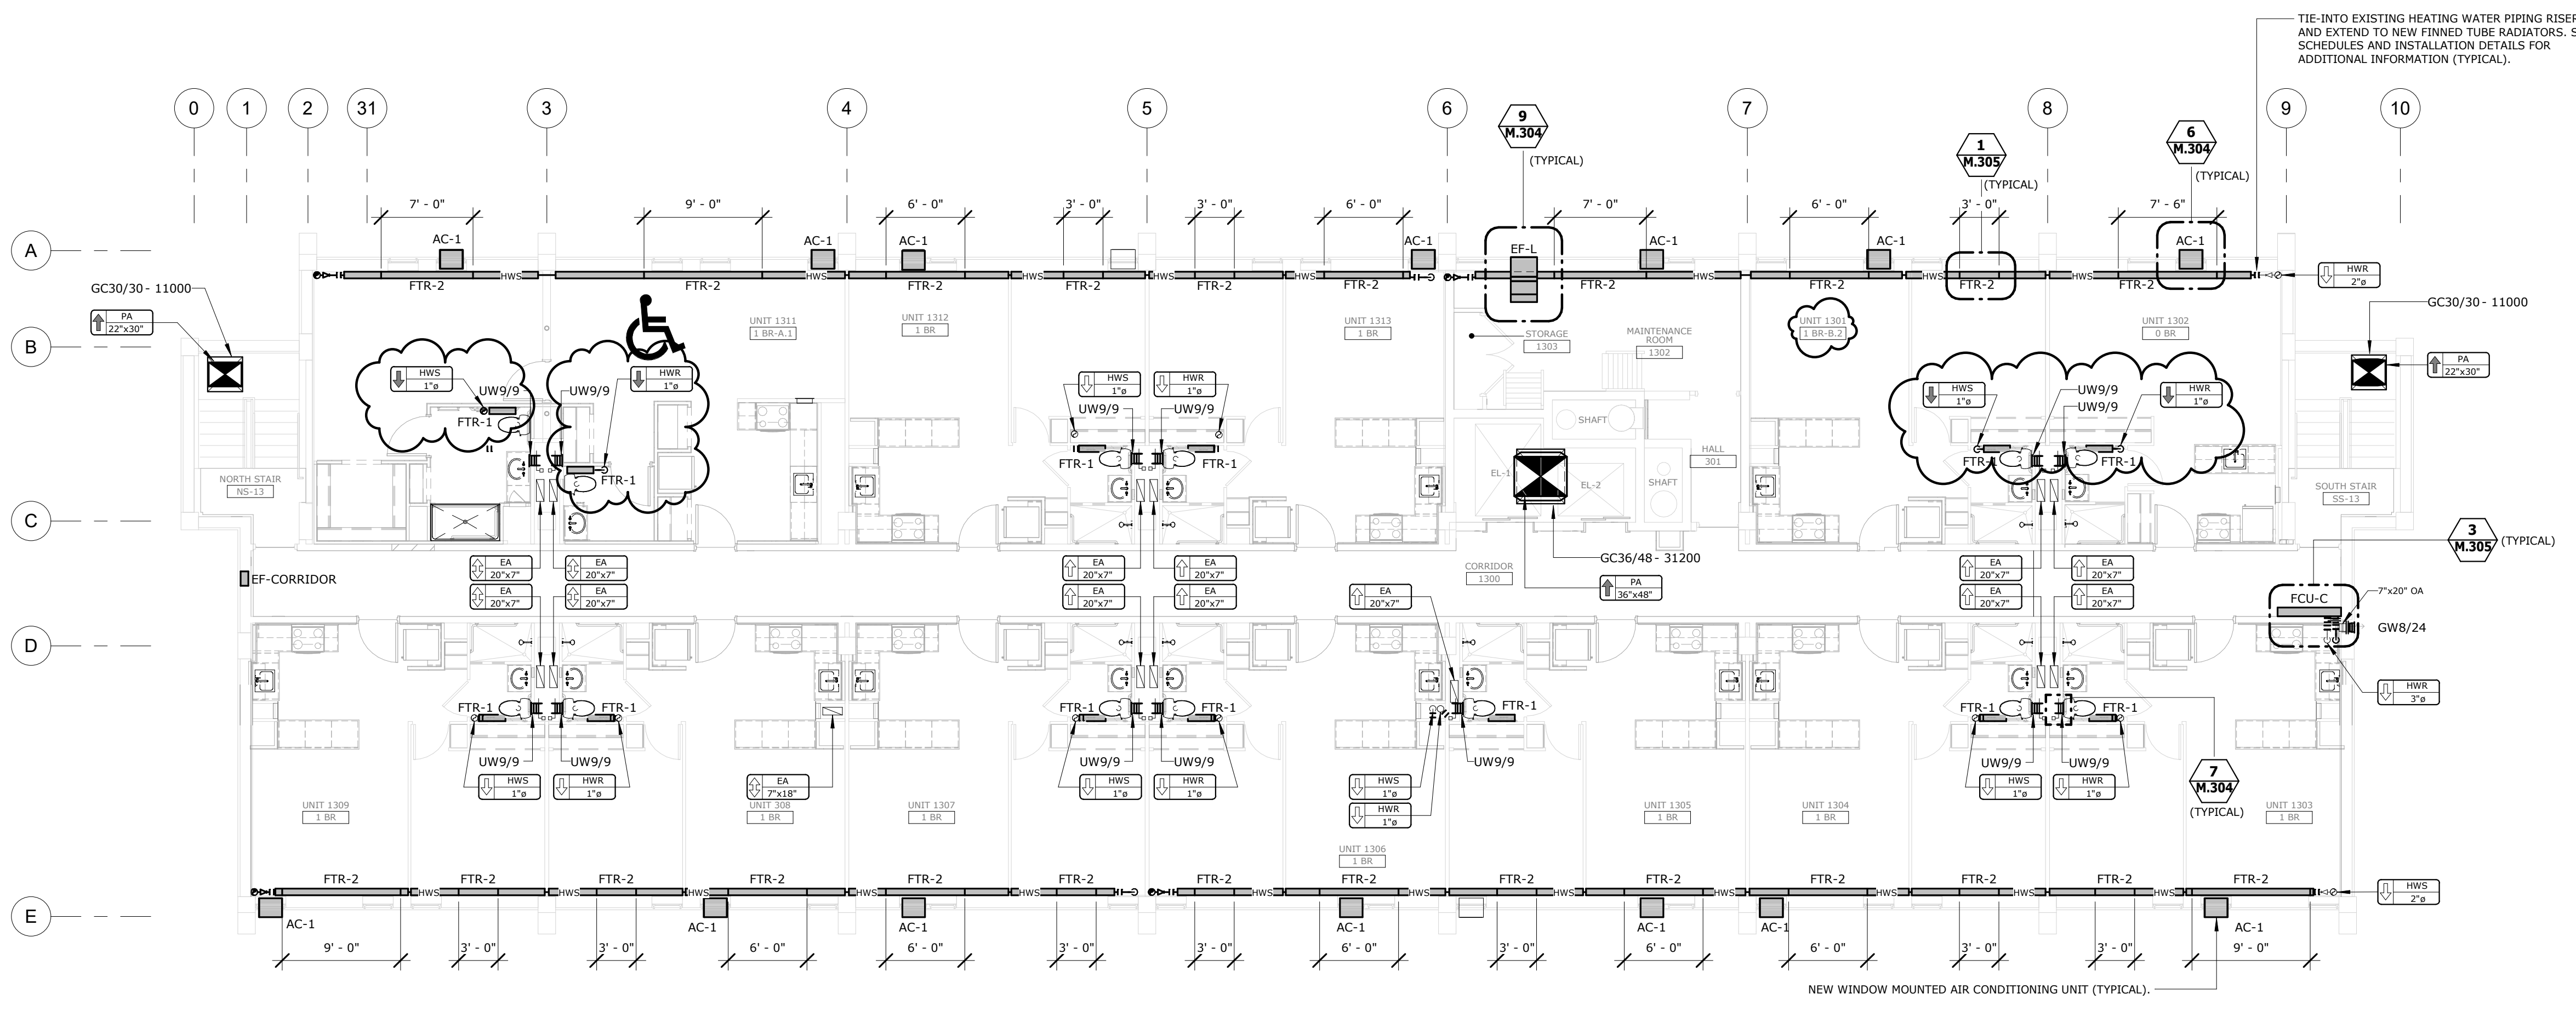 TIE-INTO EXISTING HEATING WATER PIPING RISER
AND EXTEND TO NEW FINNED TUBE RADIATORS. S
SCHEDULES AND INSTALLATION DETAILS FOR
ADDITIONAL INFORMATION (TYPICAL).
0 1 2 31 3 4 5 6 7 8 9 10
9
M.304
(TYPICAL)
1
M.305
(TYPICAL)
6
M.304
(TYPICAL)
7' - 0" 9' - 0" 6' - 0" 3' - 0" 3' - 0" 6' - 0" 7' - 0" 6' - 0" 3' - 0" 7' - 6"
A
AC-1 AC-1 AC-1 AC-1 EF-L AC-1 AC-1 AC-1
HWS HWS HWS HWS HWS HWS HWS HWS
FTR-2 FTR-2 FTR-2 FTR-2 FTR-2 FTR-2 FTR-2 FTR-2 FTR-2 FTR-2
HWR
2"ø
GC30/30 - 11000
PA
22"x30"
GC30/30 - 11000
PA
22"x30"
B
UNIT 1311
1 BR-A.1
UNIT 1312
1 BR
UNIT 1313
1 BR
STORAGE
1303
MAINTENANCE
ROOM
1302
UNIT 1301
1 BR-B.2
UNIT 1302
0 BR
HWS
1"ø
UW9/9
UW9/9
HWR
1"ø
FTR-1
FTR-1
HWS
1"ø
HWR
1"ø
UW9/9
UW9/9
FTR-1
FTR-1
HWS
1"ø
UW9/9
UW9/9
HWR
1"ø
FTR-1
FTR-1
SHAFT
EL-1
EL-2
SHAFT
HALL
301
NORTH STAIR
NS-13
SOUTH STAIR
SS-13
C
3
M.305
(TYPICAL)
GC36/48 - 31200
PA
36"x48"
CORRIDOR
1300
EF-CORRIDOR
EA
20"x7"
EA
20"x7"
EA
20"x7"
EA
20"x7"
EA
20"x7"
EA
20"x7"
EA
20"x7"
EA
20"x7"
EA
20"x7"
EA
20"x7"
EA
20"x7"
EA
20"x7"
EA
20"x7"
FCU-C
7"x20" OA
GW8/24
HWR
3"ø
D
FTR-1 FTR-1 FTR-1 FTR-1 FTR-1 FTR-1 FTR-1
UW9/9 UW9/9 UW9/9 UW9/9 UW9/9 UW9/9 UW9/9
HWS
1"ø
HWR
1"ø
EA
7"x18"
HWS
1"ø
HWR
1"ø
HWS
1"ø
HWR
1"ø
HWS
1"ø
HWR
1"ø
7
M.304
(TYPICAL)
UNIT 1309
1 BR
UNIT 308
1 BR
UNIT 1307
1 BR
UNIT 1306
1 BR
UNIT 1305
1 BR
UNIT 1304
1 BR
UNIT 1303
1 BR
FTR-2 FTR-2 FTR-2 FTR-2 FTR-2 FTR-2 FTR-2 FTR-2 FTR-2 FTR-2 FTR-2 FTR-2 FTR-2 FTR-2
HWS HWS HWS HWS HWS HWS HWS HWS HWS HWS HWS HWS
HWS
2"ø
E
AC-1 AC-1 AC-1 AC-1 AC-1 AC-1 AC-1
9' - 0" 3' - 0" 3' - 0" 6' - 0" 6' - 0" 3' - 0" 3' - 0" 6' - 0" 3' - 0" 6' - 0" 6' - 0" 3' - 0" 3' - 0" 9' - 0"
NEW WINDOW MOUNTED AIR CONDITIONING UNIT (TYPICAL).